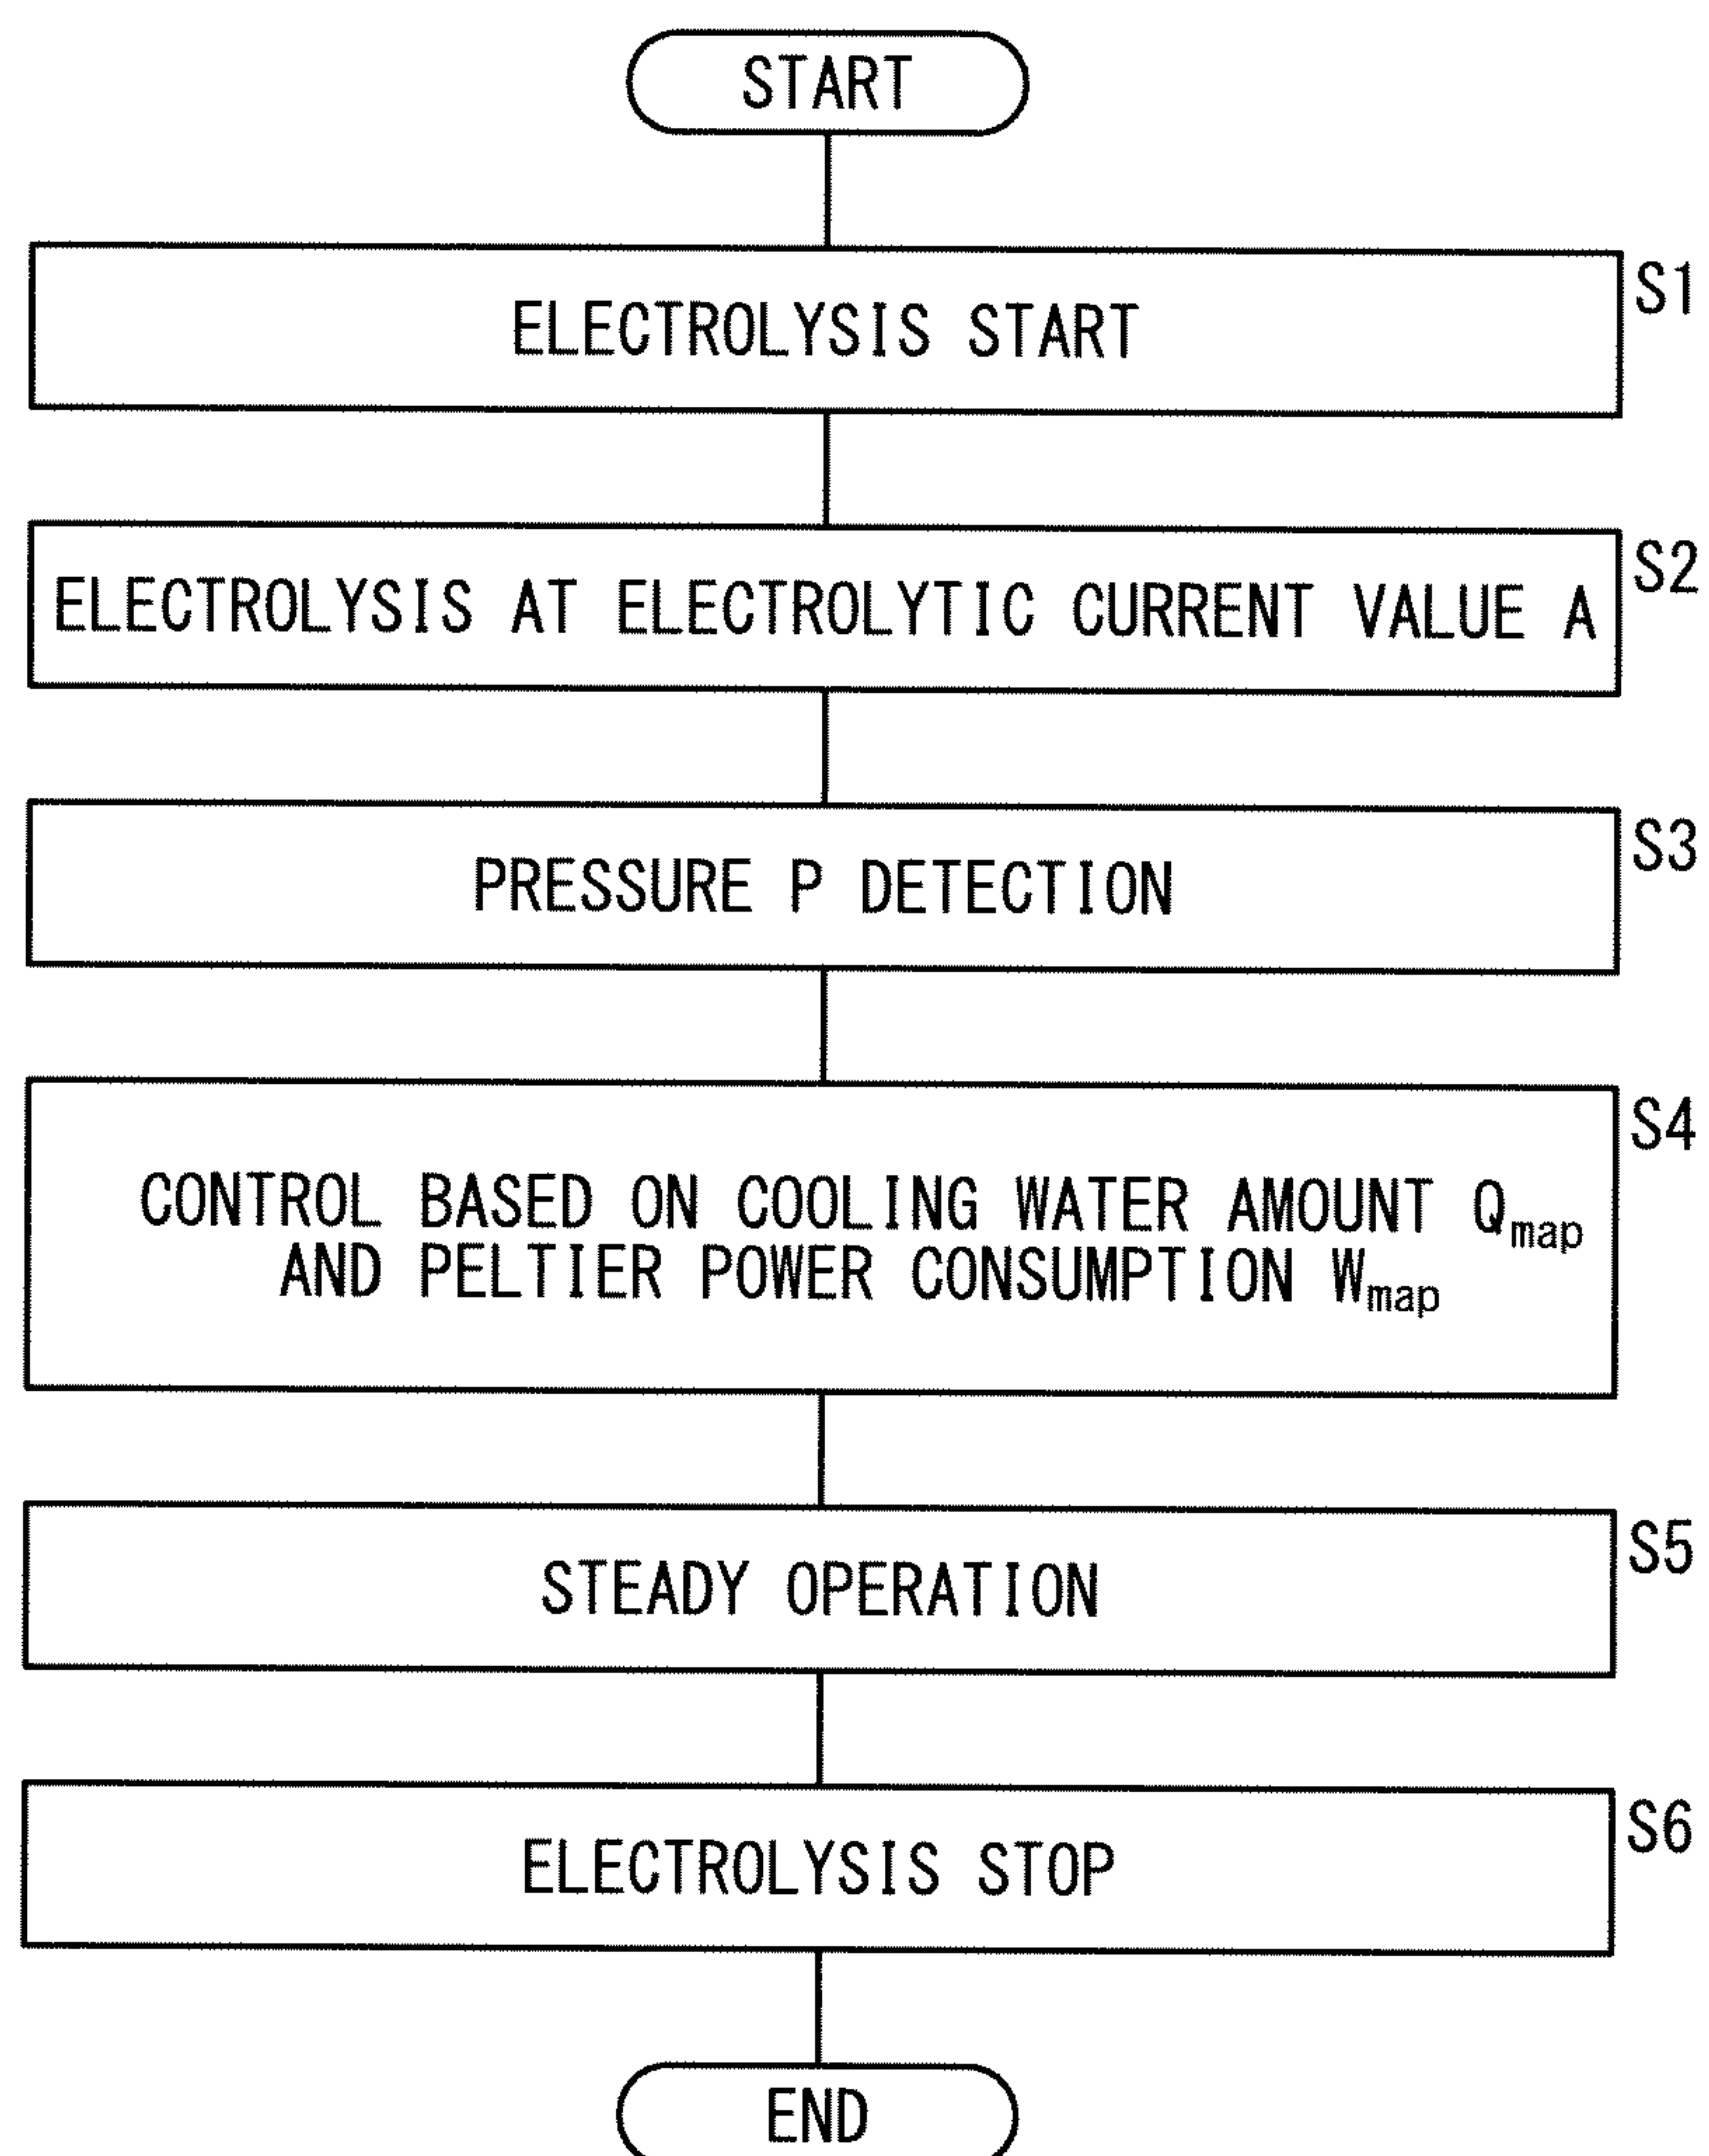 START
S1
ELECTROLYSIS START
S2
ELECTROLYSIS AT ELECTROLYTIC CURRENT VALUE A
S3
PRESSURE P DETECTION
S4
CONTROL BASED ON COOLING WATER AMOUNT Qmap
AND PELTIER POWER CONSUMPTION Wmap
S5
STEADY OPERATION
S6
ELECTROLYSIS STOP
END